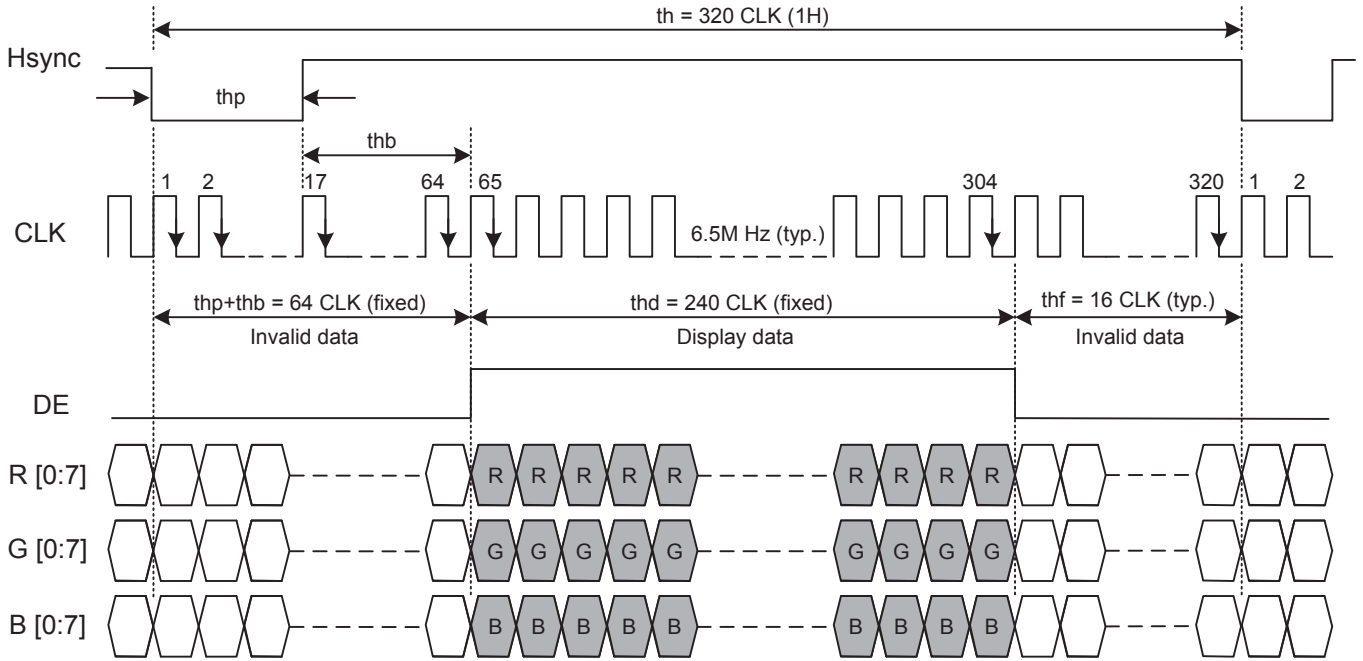 th = 320 CLK (1H)
Hsync
thp
thb
1 2 17 64 65 304 320 1 2
CLK
6.5M Hz (typ.)
thp+thb = 64 CLK (fixed) thd = 240 CLK (fixed) thf = 16 CLK (typ.)
Invalid data Display data Invalid data
DE
R [0:7] R R R R R R R R R
G [0:7] G G G G G G G G G
B [0:7] B B B B B B B B B